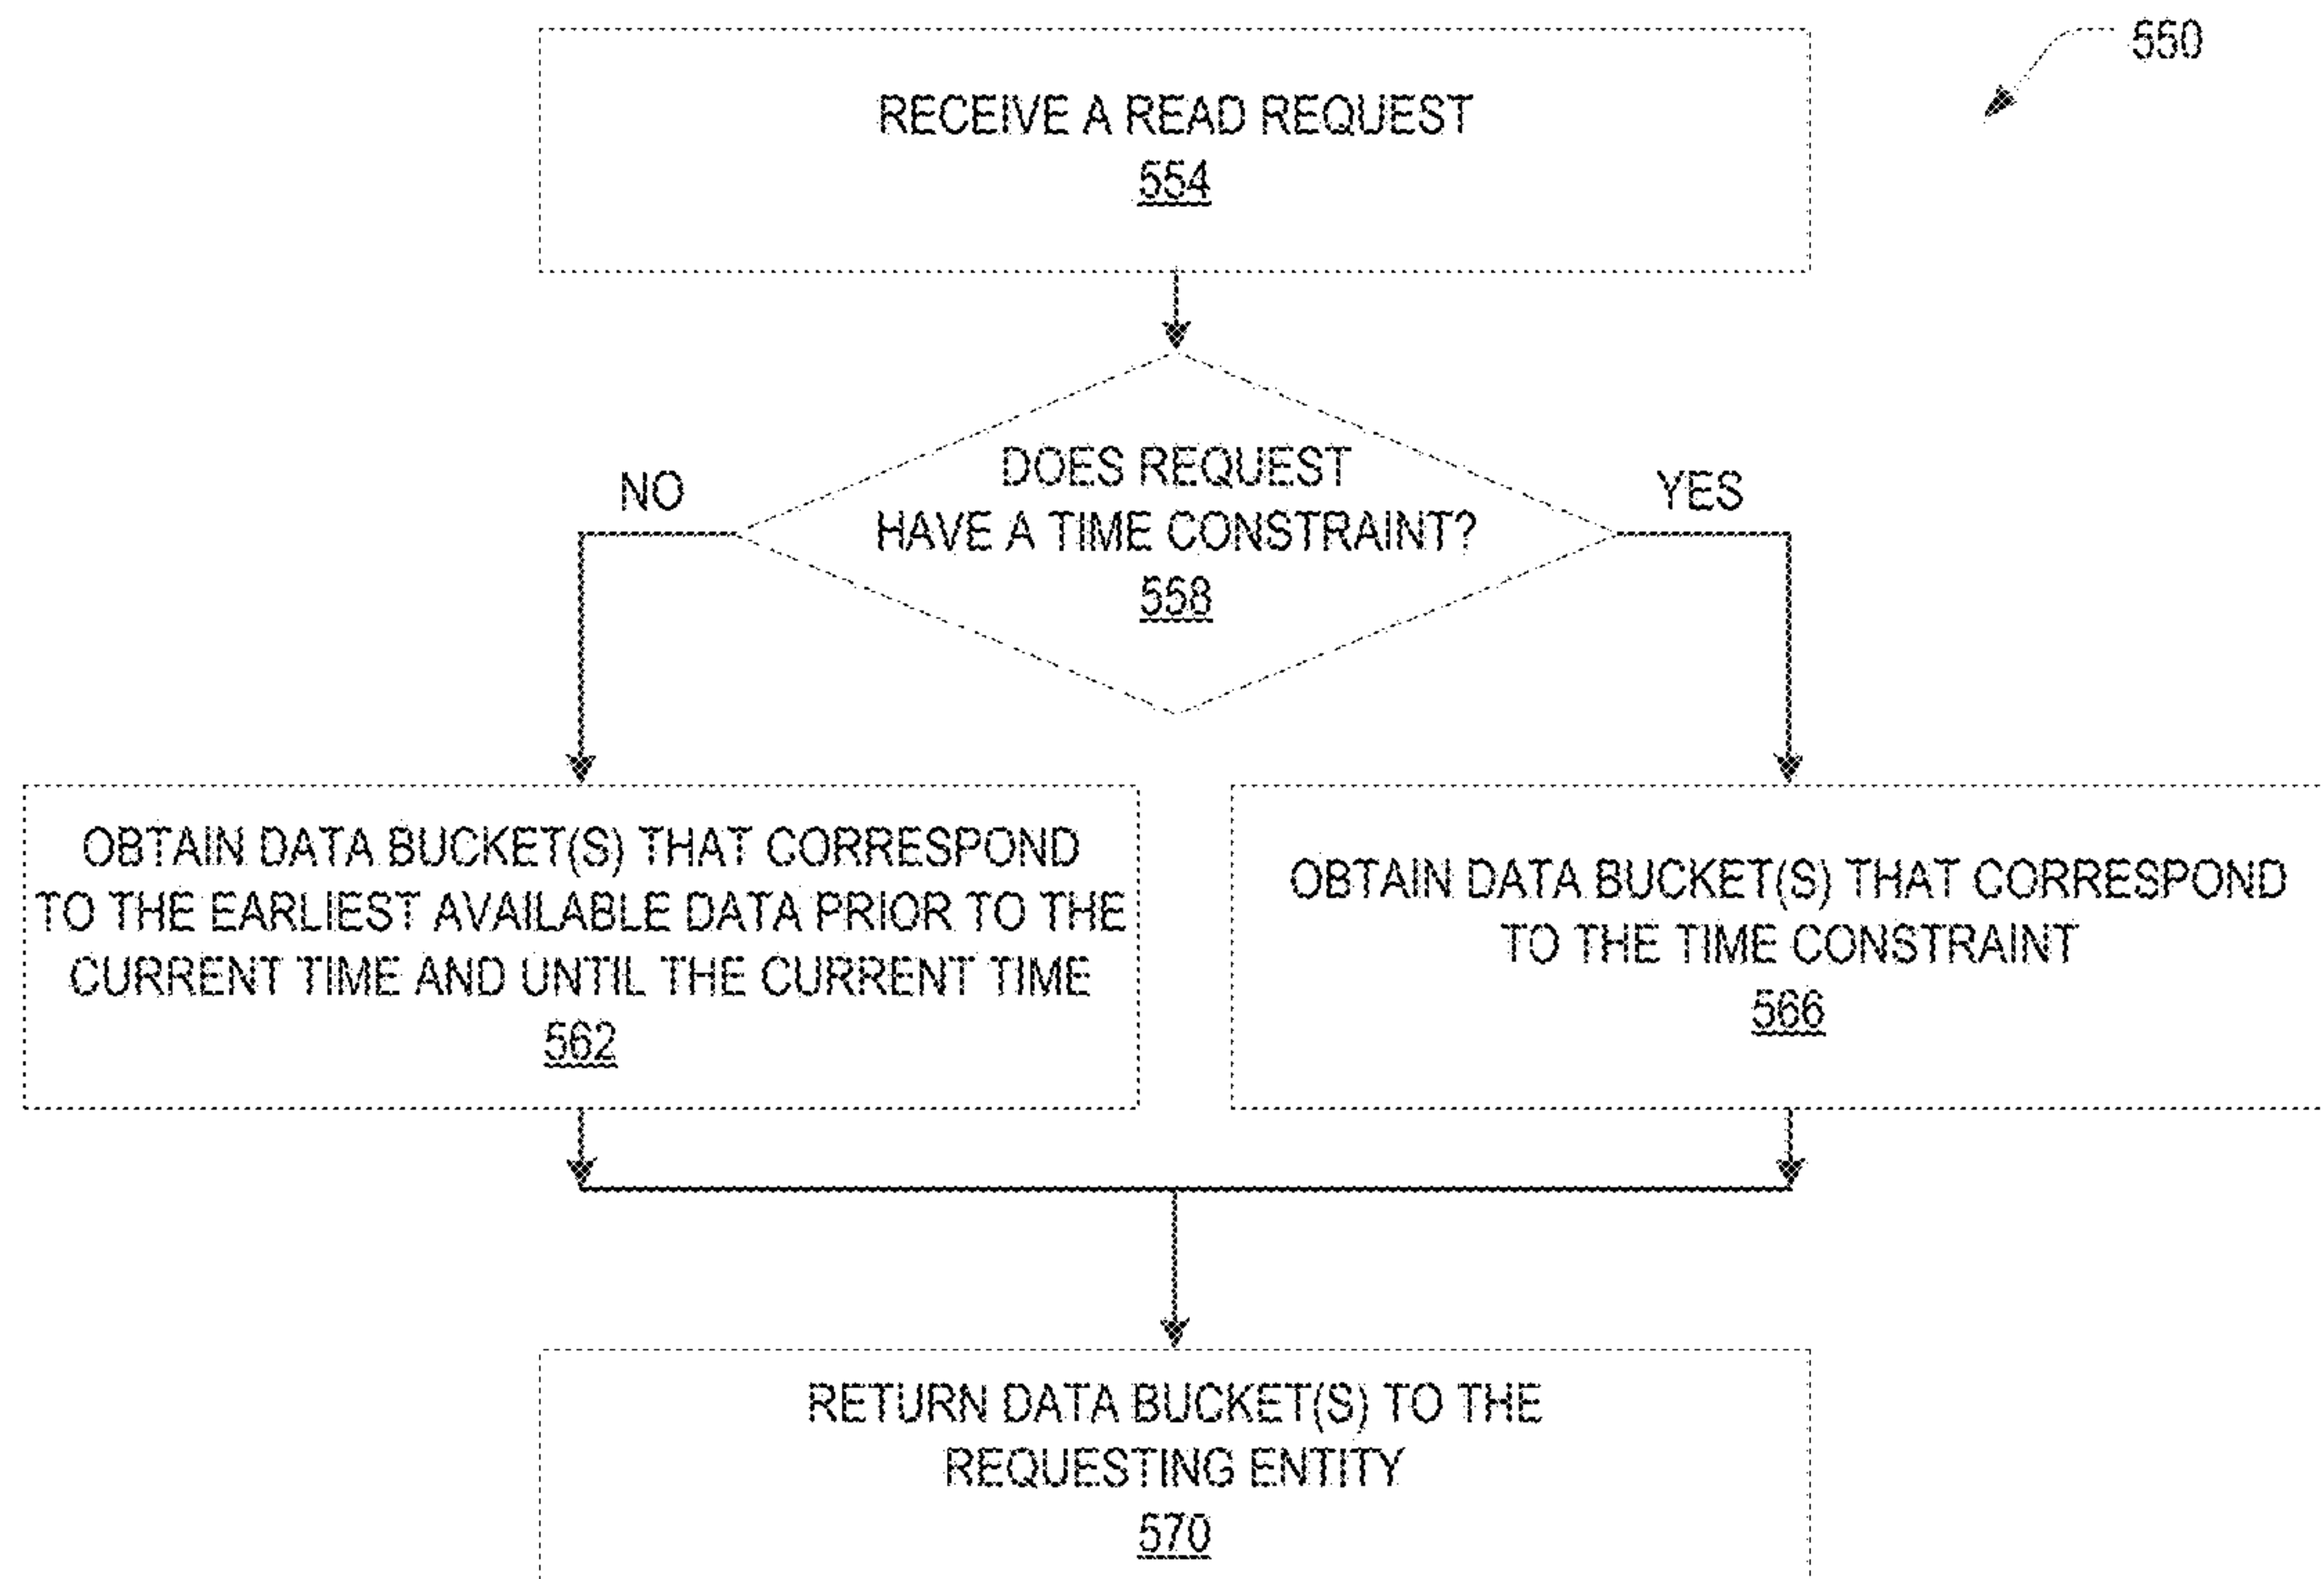 550
RECEIVE A READ REQUEST
554
DOES REQUEST
HAVE A TIME CONSTRAINT?
558
NO
YES
OBTAIN DATA BUCKET(S) THAT CORRESPOND
TO THE EARLIEST AVAILABLE DATA PRIOR TO THE
CURRENT TIME AND UNTIL THE CURRENT TIME
562
OBTAIN DATA BUCKET(S) THAT CORRESPOND
TO THE TIME CONSTRAINT
566
RETURN DATA BUCKET(S) TO THE
REQUESTING ENTITY
570